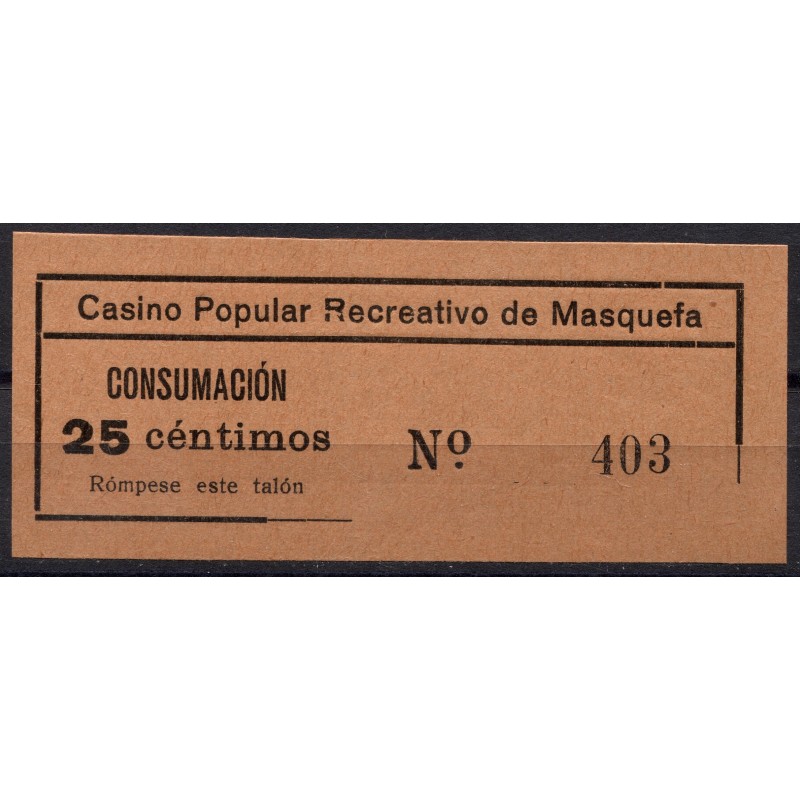 Casino Popular Recreativo de Masquefa
CONSUMACIÓN
25 céntimos
Rómpese este talón
Nº 403